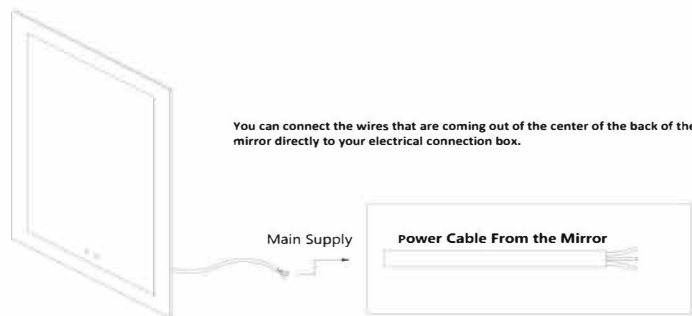 You can connect the wires that are coming out of the center of the back of the
mirror directly to your electrical connection box.
Main Supply
Power Cable From the Mirror